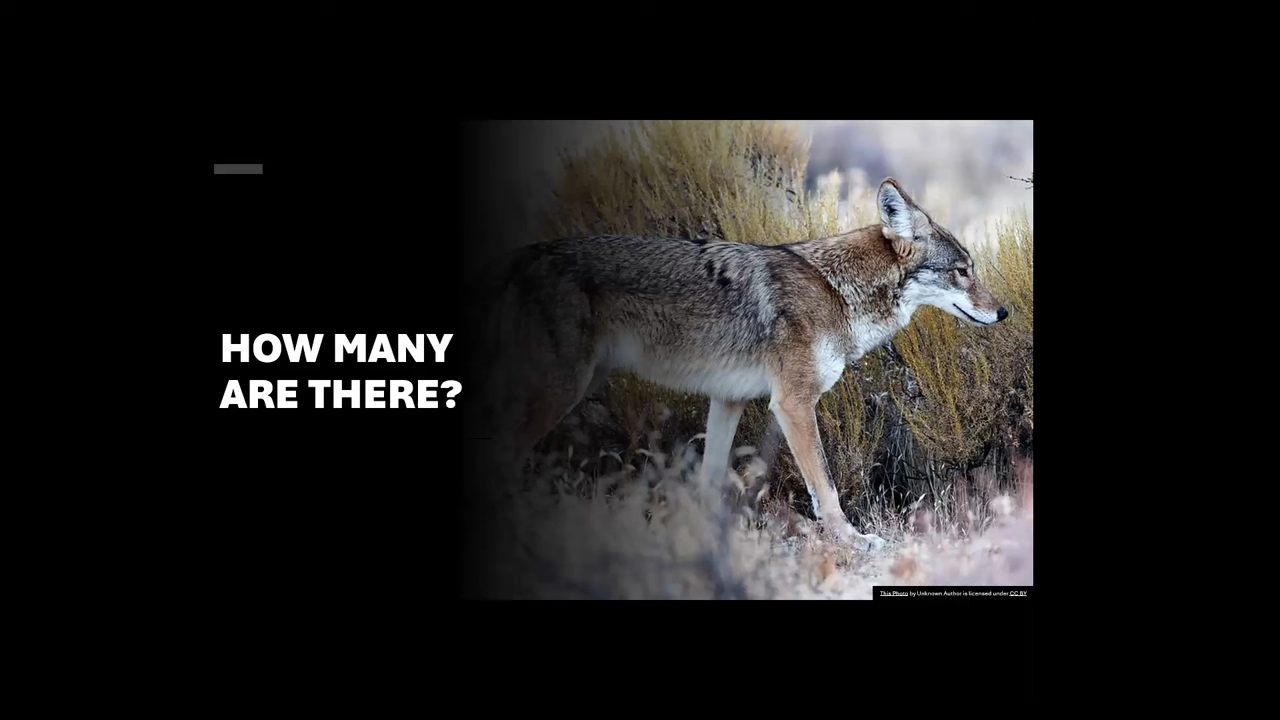 HOW MANY
ARE THERE?
This Photo by Unknown Author is licensed under CC BY